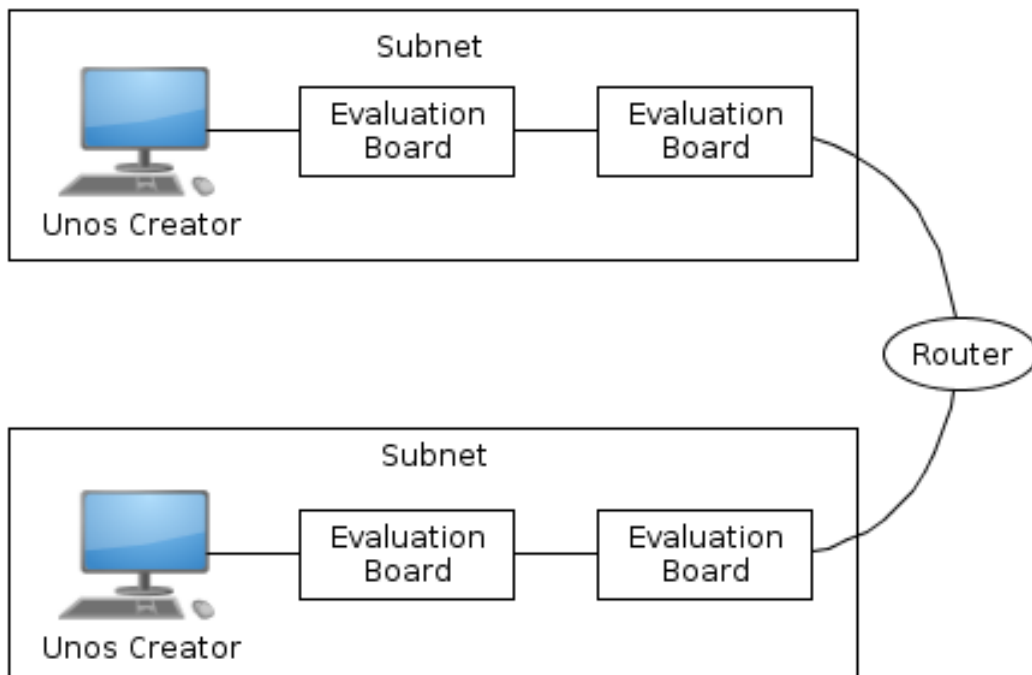 Subnet
Evaluation
Board
Evaluation
Board
Unos Creator
Router
Subnet
Evaluation
Board
Evaluation
Board
Unos Creator